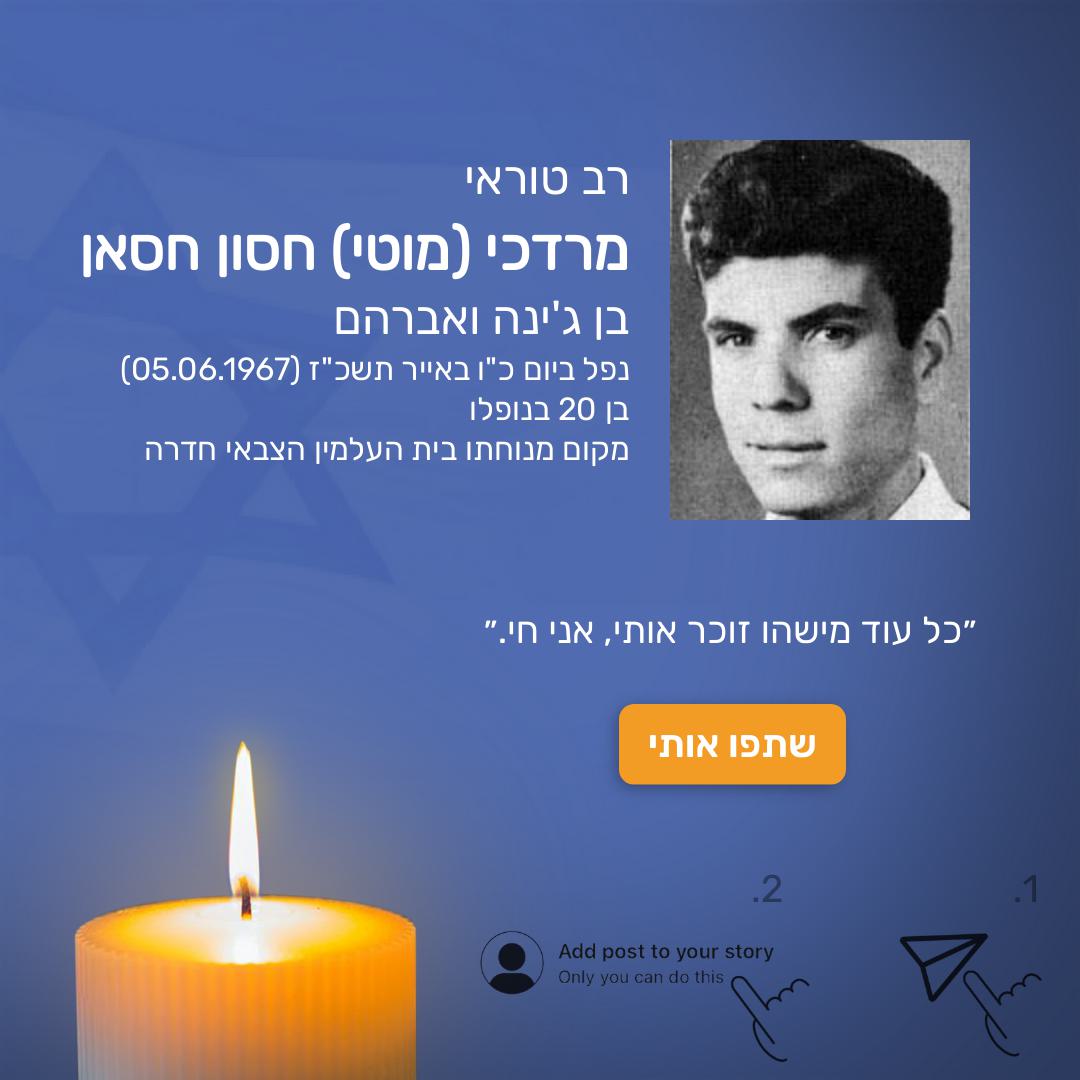 רב טוראי
מרדכי (מוטי) חסון חסאן
בן ג'ינה ואברהם
נפל ביום כ"ו באייר תשכ"ז (05.06.1967)
בן 20 בנופלו
מקום מנוחתו בית העלמין הצבאי חדרה
״כל עוד מישהו זוכר אותי, אני חי.״
שתפו אותי
1.
2.
Add post to your story
Only you can do this